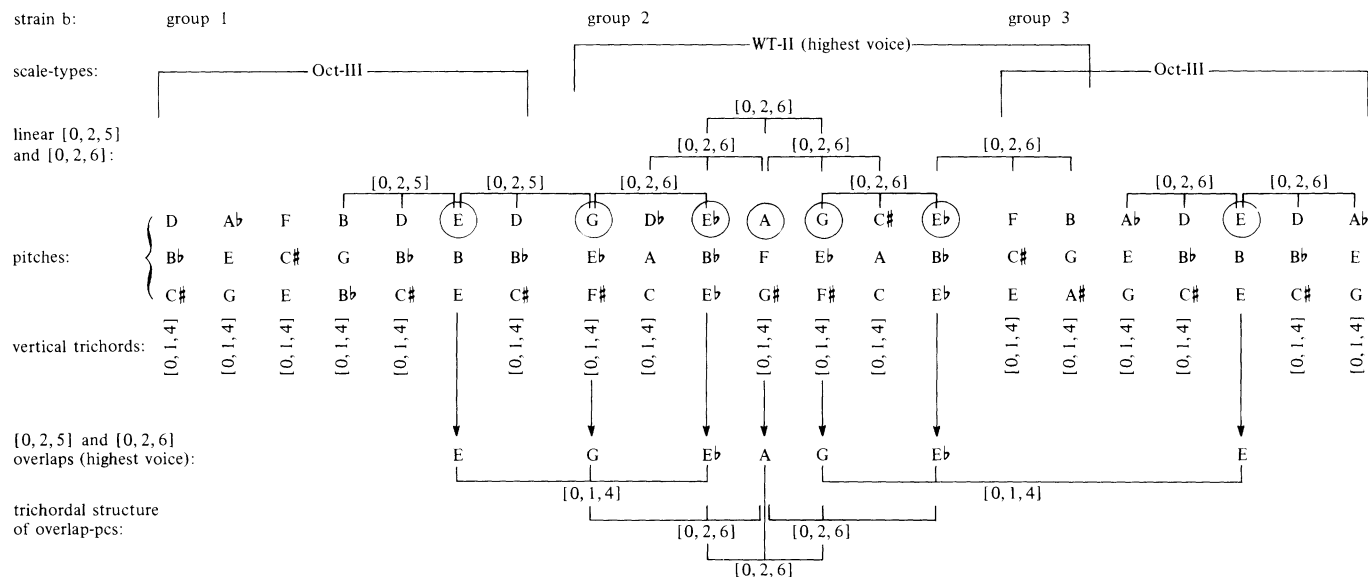 strain b: group 1 group 2 group 3
WT-II (highest voice)
scale-types: Oct-III Oct-III
[0, 2, 6]
linear [0, 2, 5]
and [0, 2, 6]: [0, 2, 6] [0, 2, 6] [0, 2, 6]
[0, 2, 5] [0, 2, 5] [0, 2, 6] [0, 2, 6] [0, 2, 6] [0, 2, 6]
D A♭ F B D E D G D♭ E♭ A G C♯ E♭ F B A♭ D E D A♭
pitches: B♭ E C♯ G B♭ B B♭ E♭ A B♭ F E♭ A B♭ C♯ G E B♭ B B♭ E
C♯ G E B♭ C♯ E C♯ F♯ C E♭ G♯ F♯ C E♭ E A♯ G C♯ E C♯ G
vertical trichords: [0, 1, 4] [0, 1, 4] [0, 1, 4] [0, 1, 4] [0, 1, 4] [0, 1, 4] [0, 1, 4] [0, 1, 4] [0, 1, 4] [0, 1, 4] [0, 1, 4] [0, 1, 4] [0, 1, 4] [0, 1, 4] [0, 1, 4] [0, 1, 4] [0, 1, 4]
[0, 2, 5] and [0, 2, 6]
overlaps (highest voice): E G E♭ A G E♭ E
[0, 1, 4] [0, 1, 4]
trichordal structure
of overlap-pcs: [0, 2, 6] [0, 2, 6]
[0, 2, 6]